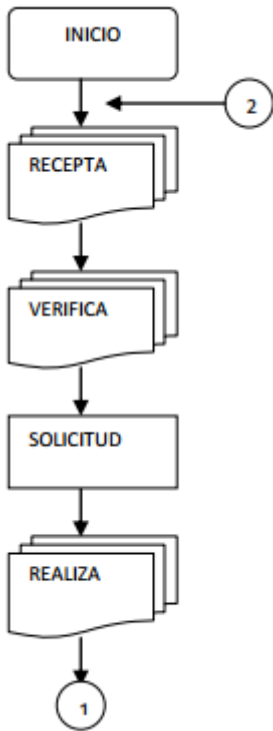 INICIO
2
RECEPTA
VERIFICA
SOLICITUD
REALIZA
1